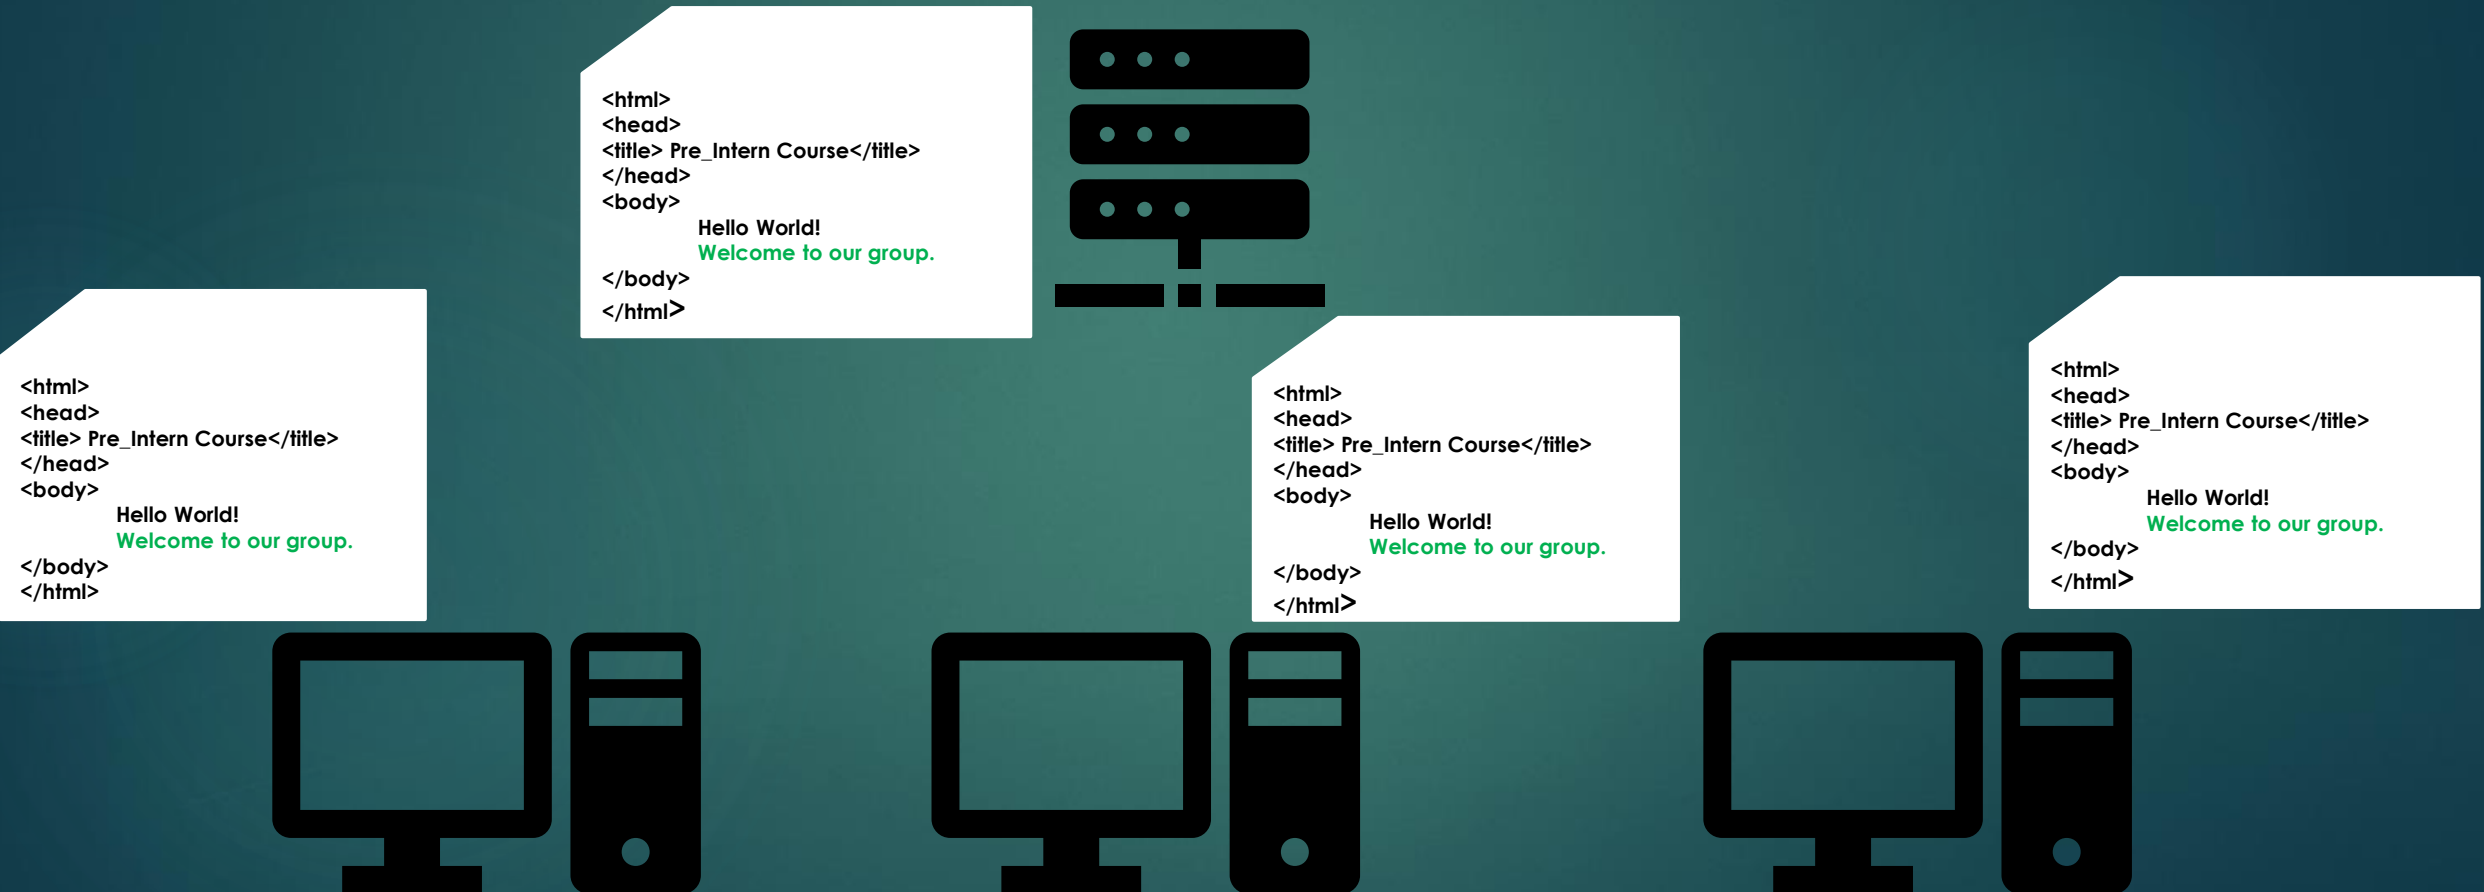 <html>
<head>
<title> Pre_Intern Course</title>
</head>
<body>
Hello World!
Welcome to our group.
</body>
</html>
<html>
<head>
<title> Pre_Intern Course</title>
</head>
<body>
Hello World!
Welcome to our group.
</body>
</html>
<html>
<head>
<title> Pre_Intern Course</title>
</head>
<body>
Hello World!
Welcome to our group.
</body>
</html>
<html>
<head>
<title> Pre_Intern Course</title>
</head>
<body>
Hello World!
Welcome to our group.
</body>
</html>